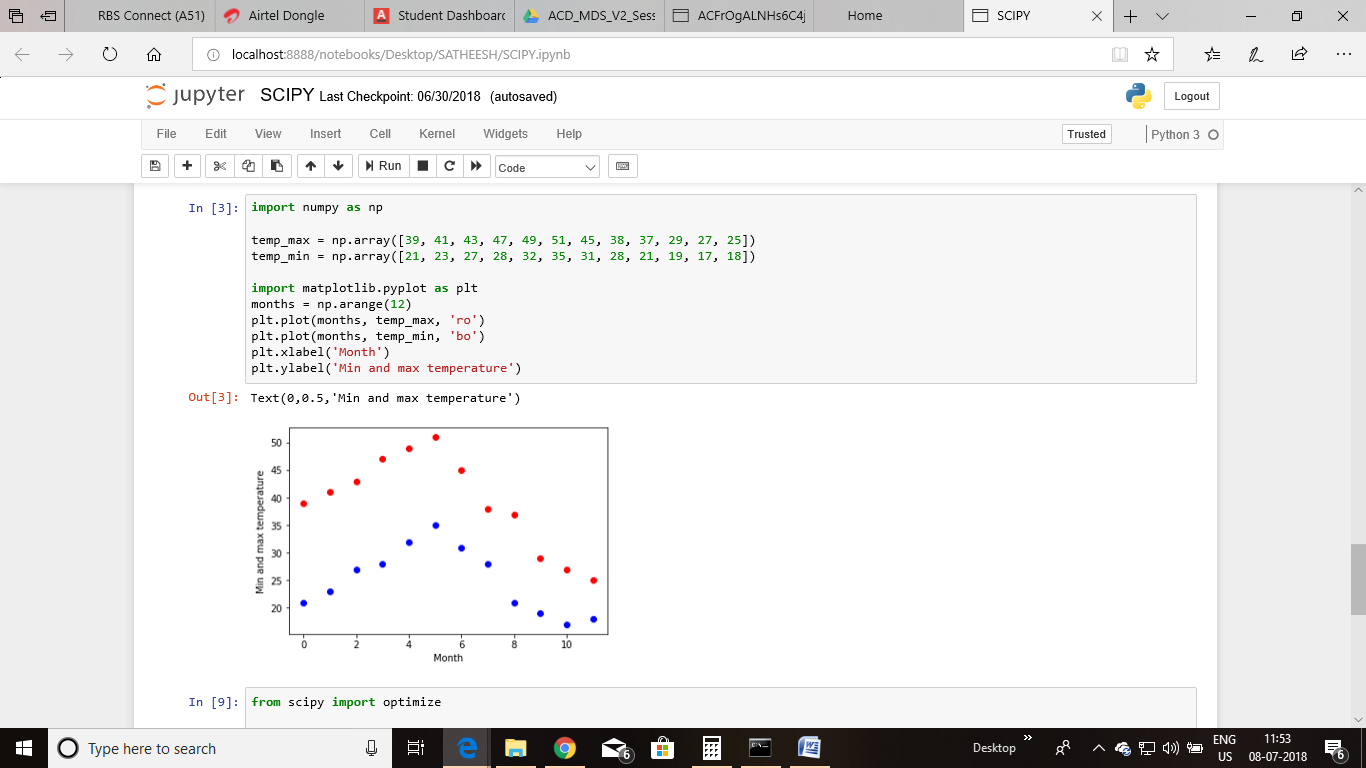 RBS Connect (A51)
Airtel Dongle
A Student Dashboard
ACD_MDS_V2_Sess
ACFrOgALNHs6C4j
Home
SCIPY
localhost:8888/notebooks/Desktop/SATHEESH/SCIPY.ipynb
jupyter SCIPY Last Checkpoint: 06/30/2018 (autosaved)
Logout
File Edit View Insert Cell Kernel Widgets Help
Trusted
Python 3
Run
Code
In [3]:
import numpy as np
temp_max = np.array([39, 41, 43, 47, 49, 51, 45, 38, 37, 29, 27, 25])
temp_min = np.array([21, 23, 27, 28, 32, 35, 31, 28, 21, 19, 17, 18])
import matplotlib.pyplot as plt
months = np.arange(12)
plt.plot(months, temp_max, 'ro')
plt.plot(months, temp_min, 'bo')
plt.xlabel('Month')
plt.ylabel('Min and max temperature')
Out[3]: Text(0,0.5,'Min and max temperature')
Min and max temperature
50
45
40
35
30
25
20
0 2 4 6 8 10
Month
In [9]: from scipy import optimize
Type here to search
6
Desktop
ENG
US
11:53
08-07-2018
6